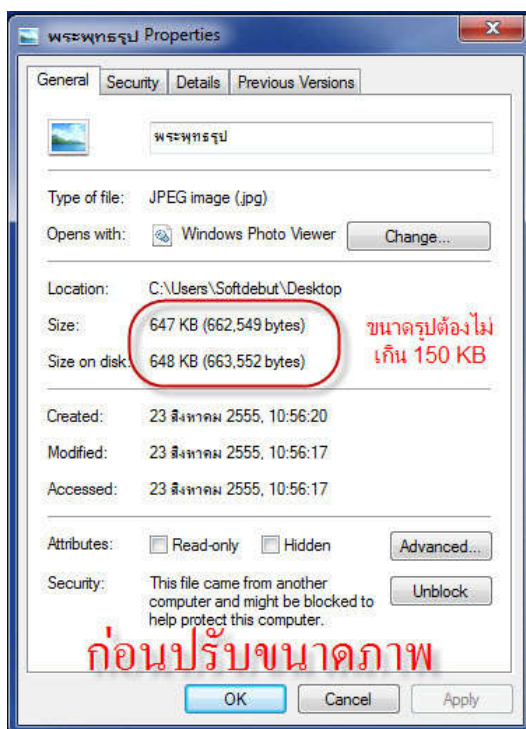 พระพุทธรูป Properties
General Security Details Previous Versions
พระพุทธรูป
Type of file: JPEG image (.jpg)
Opens with: Windows Photo Viewer Change...
Location: C:\Users\Softdebut\Desktop
Size: 647 KB (662,549 bytes)
Size on disk: 648 KB (663,552 bytes)
ขนาดรูปต้องไม่
เกิน 150 KB
Created: 23 สิงหาคม 2555, 10:56:20
Modified: 23 สิงหาคม 2555, 10:56:17
Accessed: 23 สิงหาคม 2555, 10:56:17
Attributes: Read-only Hidden Advanced...
Security: This file came from another
computer and might be blocked to
help protect this computer.
Unblock
ก่อนปรับขนาดภาพ
OK Cancel Apply